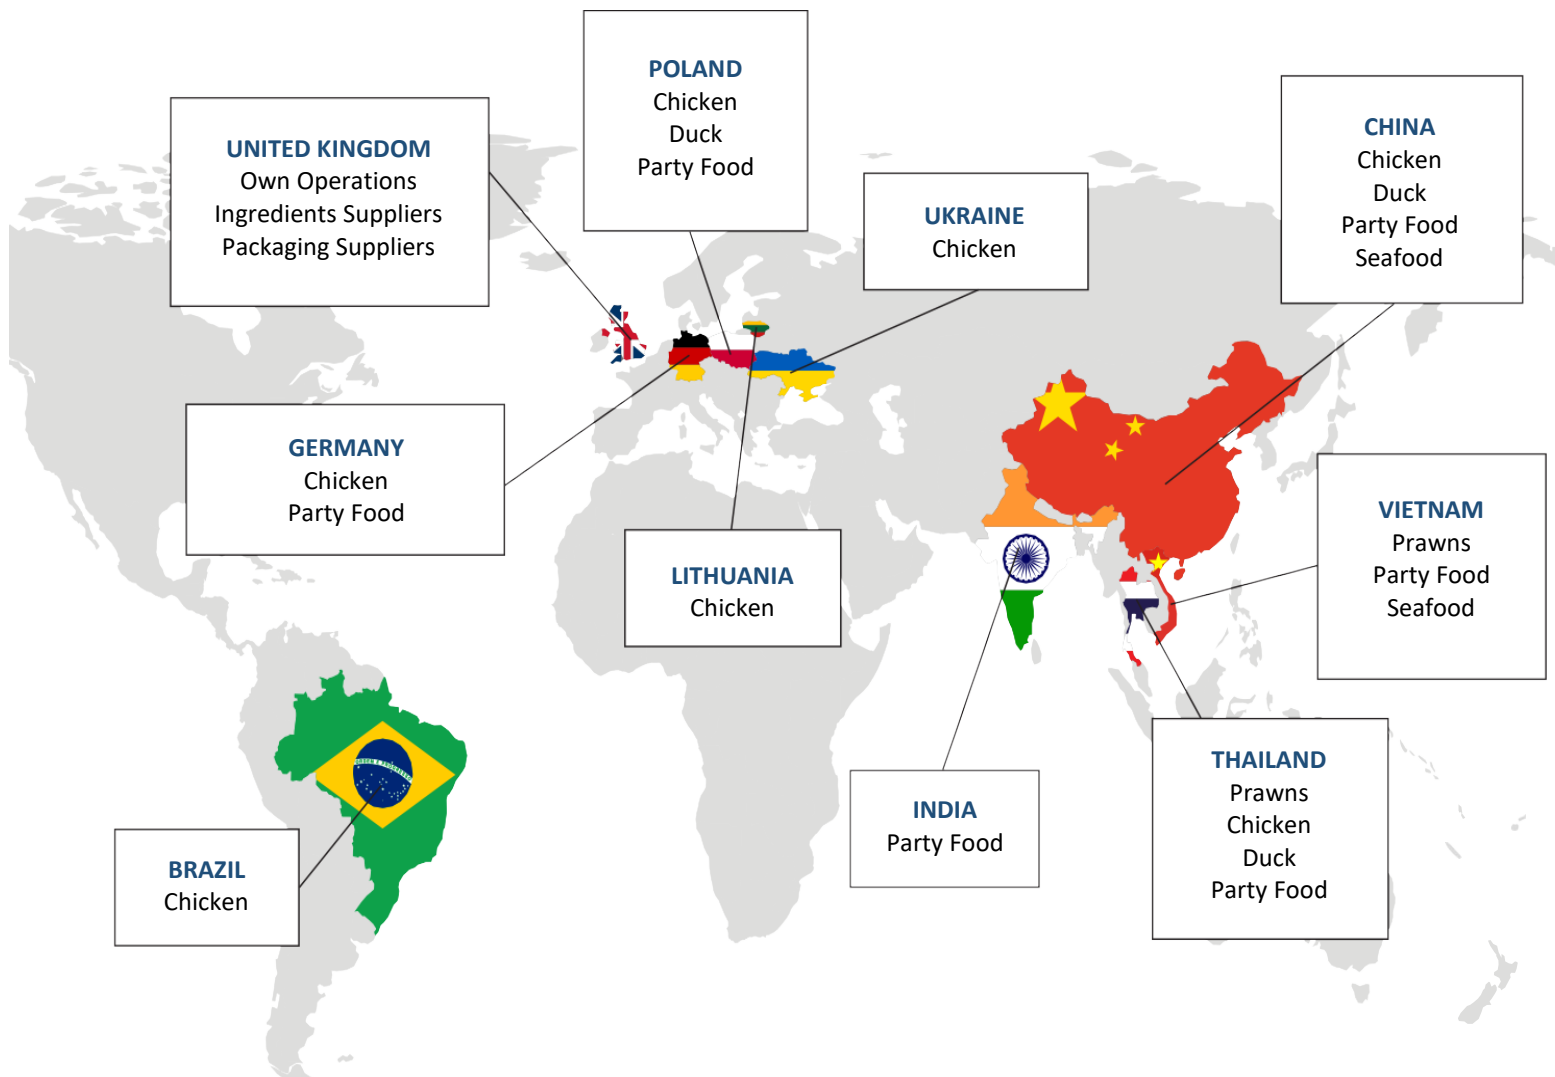 POLAND
Chicken
Duck
Party Food
UNITED KINGDOM
Own Operations
Ingredients Suppliers
Packaging Suppliers
UKRAINE
Chicken
CHINA
Chicken
Duck
Party Food
Seafood
GERMANY
Chicken
Party Food
LITHUANIA
Chicken
VIETNAM
Prawns
Party Food
Seafood
BRAZIL
Chicken
INDIA
Party Food
THAILAND
Prawns
Chicken
Duck
Party Food